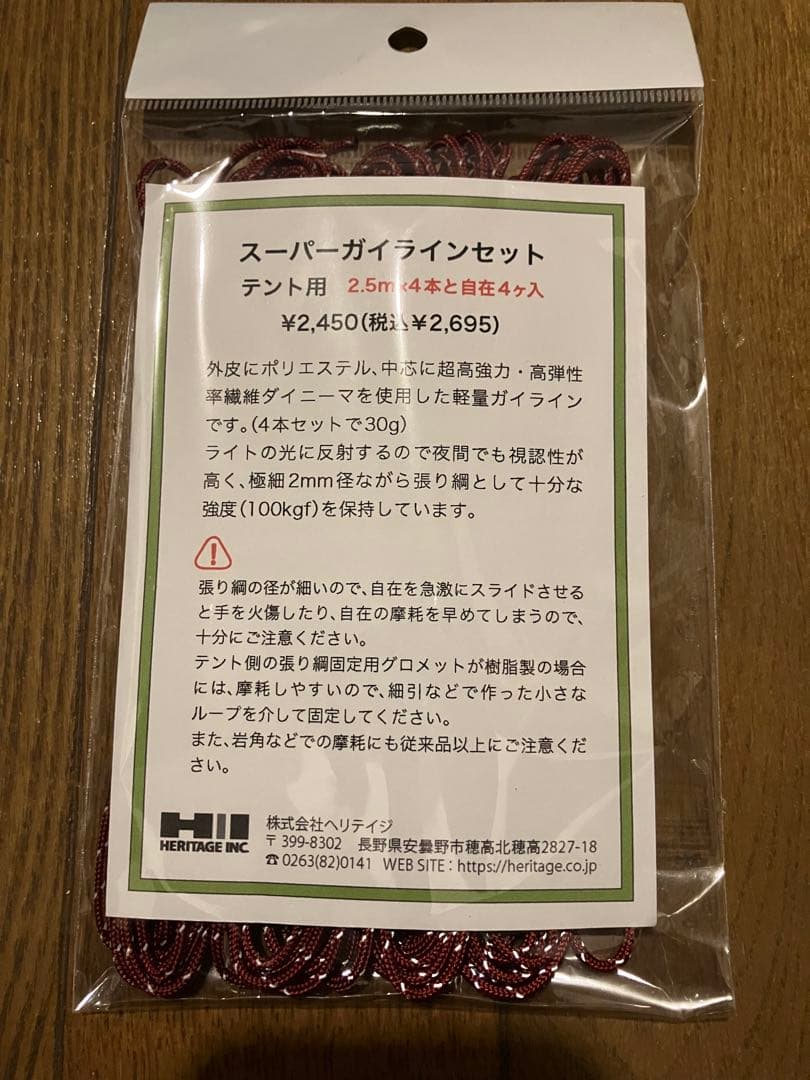 スーパーガイラインセット
テント用 2.5m×4本と自在4ヶ入
¥2,450(税込¥2,695)
外皮にポリエステル、中芯に超高強力・高弾性
率繊維ダイニーマを使用した軽量ガイライン
です。(4本セットで30g)
ライトの光に反射するので夜間でも視認性が
高く、極細2mm径ながら張り綱として十分な
強度(100kgf)を保持しています。
張り綱の径が細いので、自在を急激にスライドさせる
と手を火傷したり、自在の摩耗を早めてしまうので、
十分にご注意ください。
テント側の張り綱固定用グロメットが樹脂製の場合
には、摩耗しやすいので、細引などで作った小さな
ループを介して固定してください。
また、岩角などでの摩耗にも従来品以上にご注意くだ
さい。
HERITAGE INC.
株式会社ヘリテイジ
〒399-8302 長野県安曇野市穂高北穂高2827-18
☎0263(82)0141 WEB SITE：https://heritage.co.jp